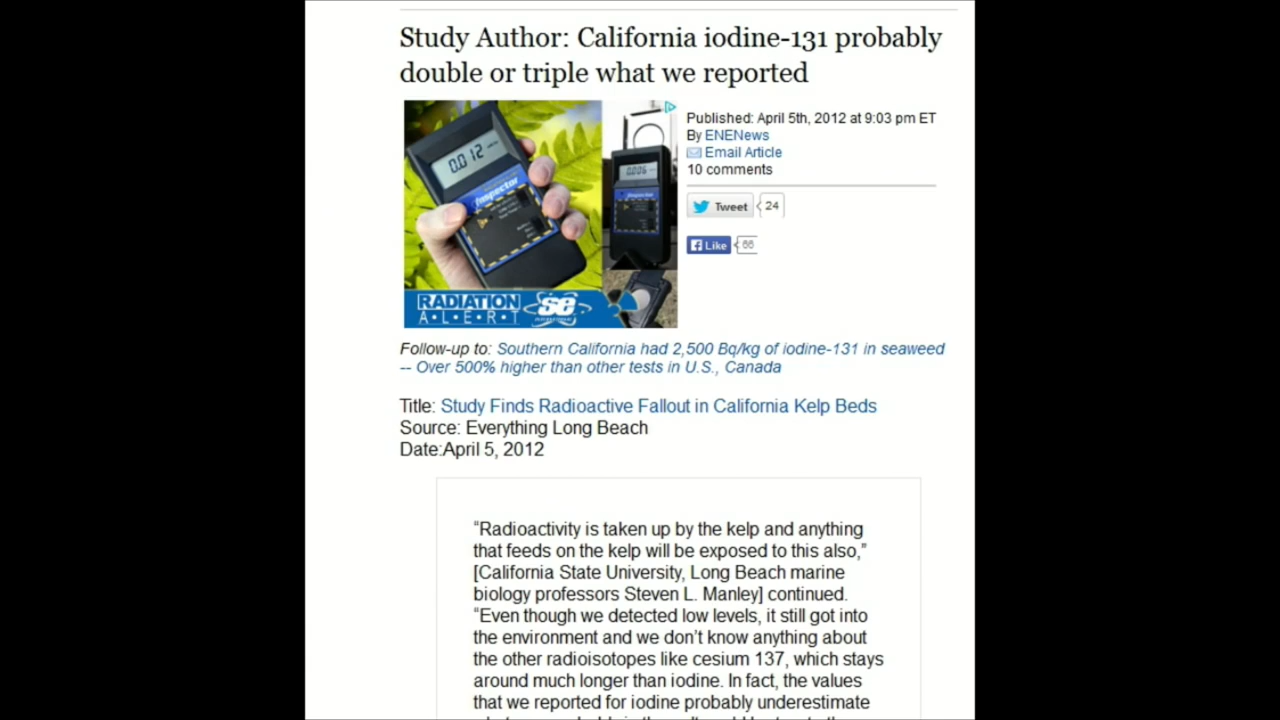 Study Author: California iodine-131 probably
double or triple what we reported
0.012
Inspector
RADIATION
A•L•E•R•T
se
Published: April 5th, 2012 at 9:03 pm ET
By ENENews
Email Article
10 comments
Tweet 24
Like 66
Follow-up to: Southern California had 2,500 Bq/kg of iodine-131 in seaweed
-- Over 500% higher than other tests in U.S., Canada
Title: Study Finds Radioactive Fallout in California Kelp Beds
Source: Everything Long Beach
Date:April 5, 2012
“Radioactivity is taken up by the kelp and anything
that feeds on the kelp will be exposed to this also,”
[California State University, Long Beach marine
biology professors Steven L. Manley] continued.
“Even though we detected low levels, it still got into
the environment and we don’t know anything about
the other radioisotopes like cesium 137, which stays
around much longer than iodine. In fact, the values
that we reported for iodine probably underestimate